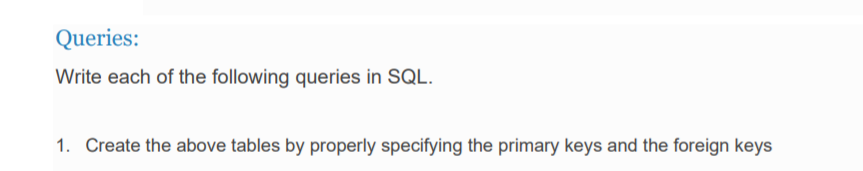 Queries:
Write each of the following queries in SQL.
1. Create the above tables by properly specifying the primary keys and the foreign keys